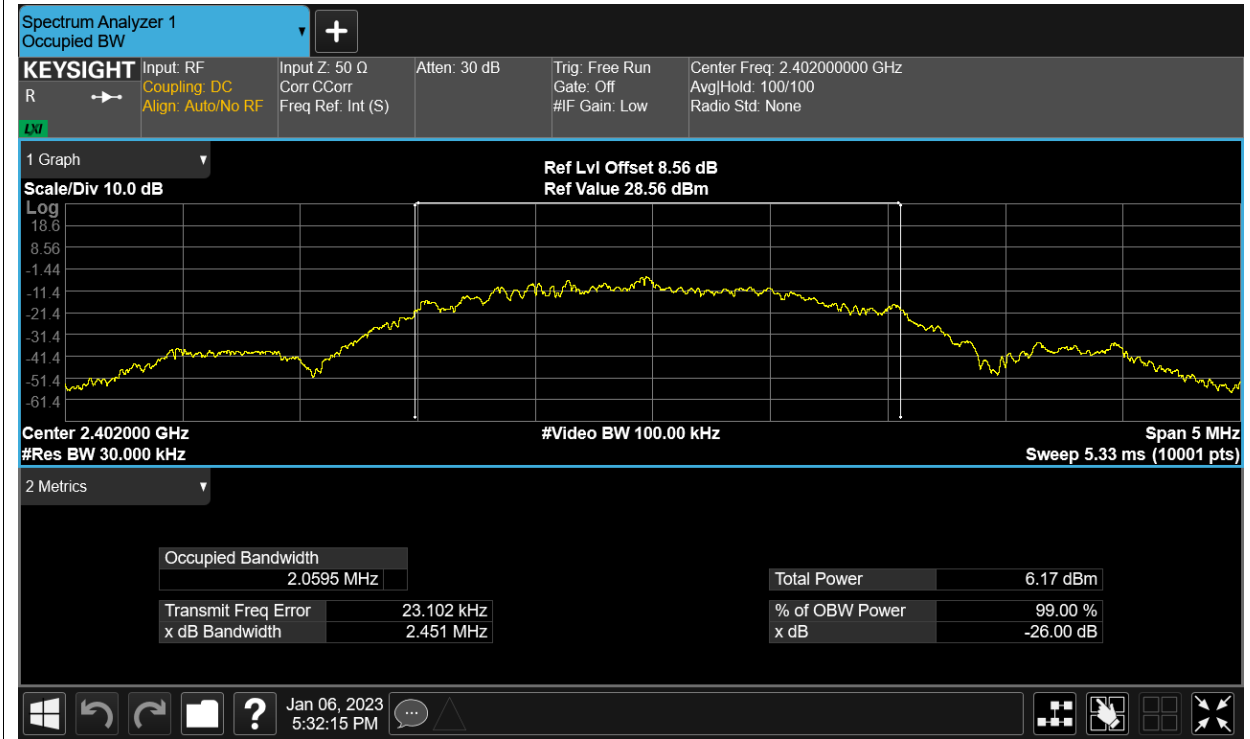 Spectrum Analyzer 1
Occupied BW
KEYSIGHT
R
LXI
Input: RF
Coupling: DC
Align: Auto/No RF
Input Z: 50 Ω
Corr CCorr
Freq Ref: Int (S)
Atten: 30 dB
Trig: Free Run
Gate: Off
#IF Gain: Low
Center Freq: 2.402000000 GHz
Avg|Hold: 100/100
Radio Std: None
1 Graph
Scale/Div 10.0 dB
Ref Lvl Offset 8.56 dB
Ref Value 28.56 dBm
Log
18.6
8.56
-1.44
-11.4
-21.4
-31.4
-41.4
-51.4
-61.4
Center 2.402000 GHz
#Video BW 100.00 kHz
Span 5 MHz
#Res BW 30.000 kHz
Sweep 5.33 ms (10001 pts)
2 Metrics
Occupied Bandwidth
2.0595 MHz
Total Power 6.17 dBm
Transmit Freq Error 23.102 kHz
% of OBW Power 99.00 %
x dB Bandwidth 2.451 MHz
x dB -26.00 dB
?
Jan 06, 2023
5:32:15 PM